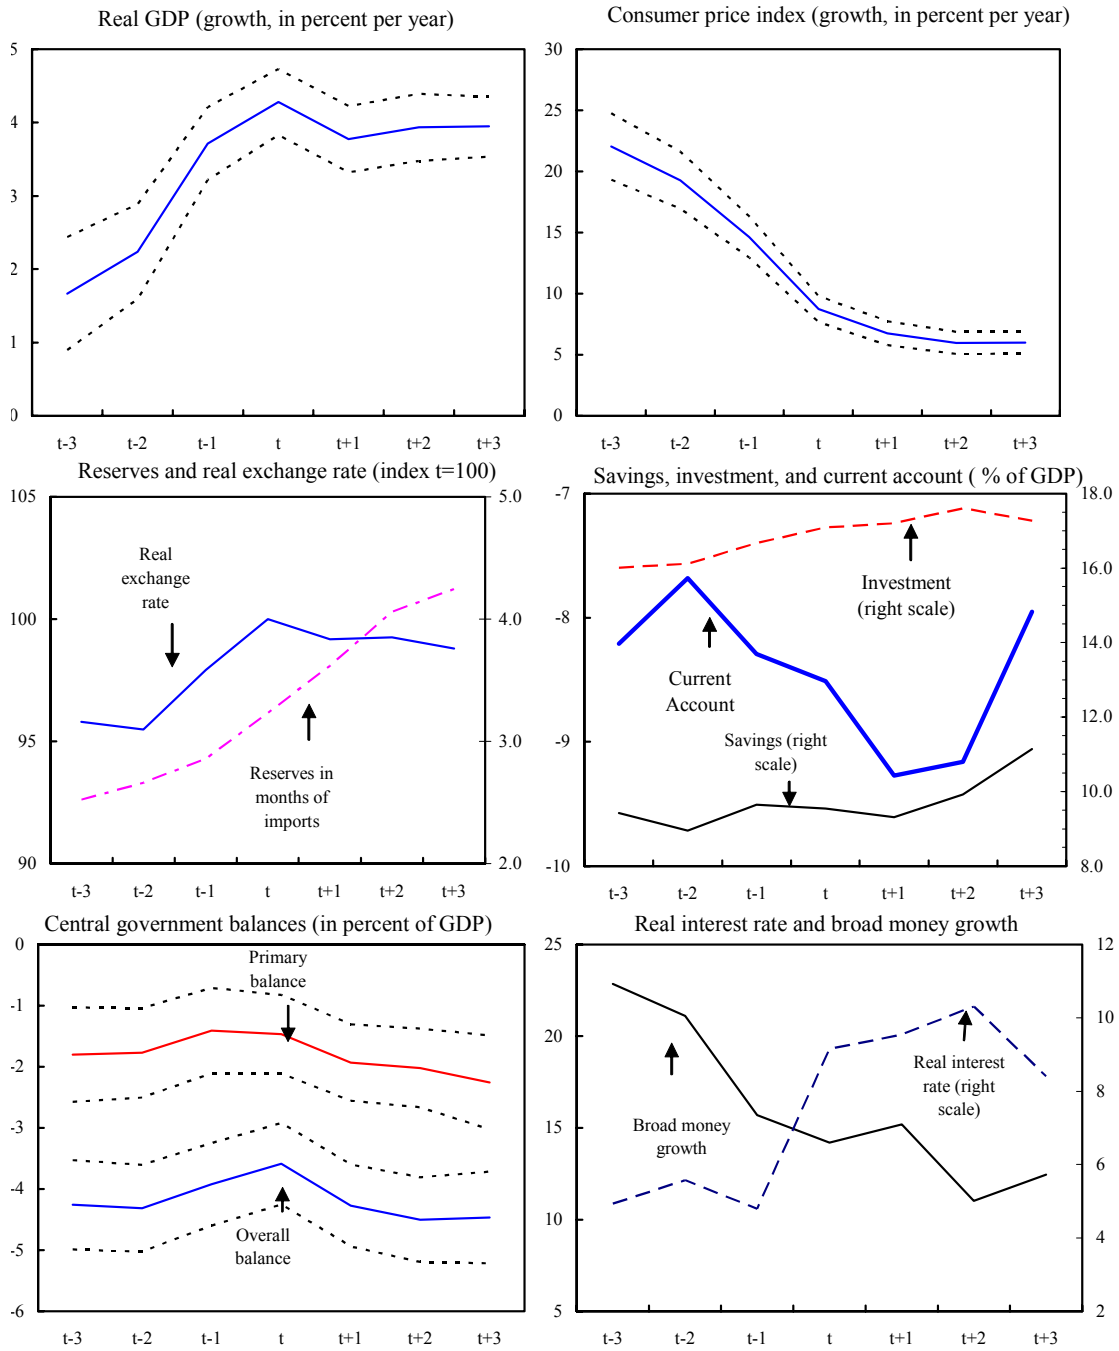 Real GDP (growth, in percent per year)
5
4
3
2
1
0
t-3 t-2 t-1 t t+1 t+2 t+3
Consumer price index (growth, in percent per year)
30
25
20
15
10
5
0
t-3 t-2 t-1 t t+1 t+2 t+3
Reserves and real exchange rate (index t=100)
105
100
95
90
5.0
4.0
3.0
2.0
Real
exchange
rate
Reserves in
months of
imports
t-3 t-2 t-1 t t+1 t+2 t+3
Savings, investment, and current account ( % of GDP)
-7
-8
-9
-10
18.0
16.0
14.0
12.0
10.0
8.0
Investment
(right scale)
Current
Account
Savings (right
scale)
t-3 t-2 t-1 t t+1 t+2 t+3
Central government balances (in percent of GDP)
0
-1
-2
-3
-4
-5
-6
Primary
balance
Overall
balance
t-3 t-2 t-1 t t+1 t+2 t+3
Real interest rate and broad money growth
25
20
15
10
5
12
10
8
6
4
2
Real interest
rate (right
scale)
Broad money
growth
t-3 t-2 t-1 t t+1 t+2 t+3